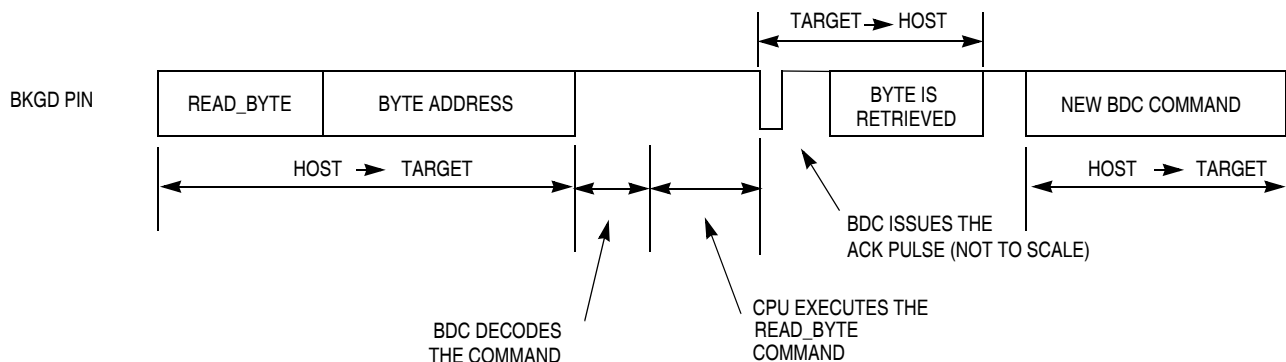 TARGET → HOST
BKGD PIN
READ_BYTE
BYTE ADDRESS
BYTE IS
RETRIEVED
NEW BDC COMMAND
HOST → TARGET
HOST → TARGET
BDC ISSUES THE
ACK PULSE (NOT TO SCALE)
BDC DECODES
THE COMMAND
CPU EXECUTES THE
READ_BYTE
COMMAND